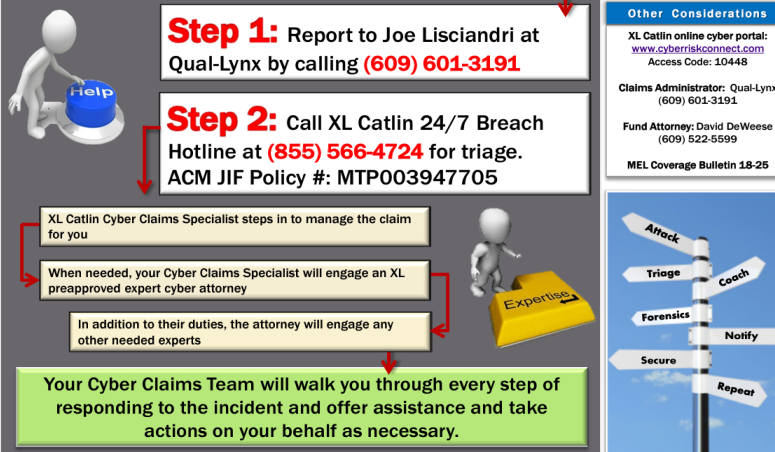 Step 1: Report to Joe Lisciandri at
Qual-Lynx by calling (609) 601-3191
Help
Step 2: Call XL Catlin 24/7 Breach
Hotline at (855) 566-4724 for triage.
ACM JIF Policy #: MTP003947705
XL Catlin Cyber Claims Specialist steps in to manage the claim
for you
When needed, your Cyber Claims Specialist will engage an XL
preapproved expert cyber attorney
In addition to their duties, the attorney will engage any
other needed experts
Expertise
Your Cyber Claims Team will walk you through every step of
responding to the incident and offer assistance and take
actions on your behalf as necessary.
Other Considerations
XL Catlin online cyber portal:
www.cyberriskconnect.com
Access Code: 10448
Claims Administrator: Qual-Lynx
(609) 601-3191
Fund Attorney: David DeWeese
(609) 522-5599
MEL Coverage Bulletin 18-25
Attack
Triage
Coach
Forensics
Notify
Secure
Repeat